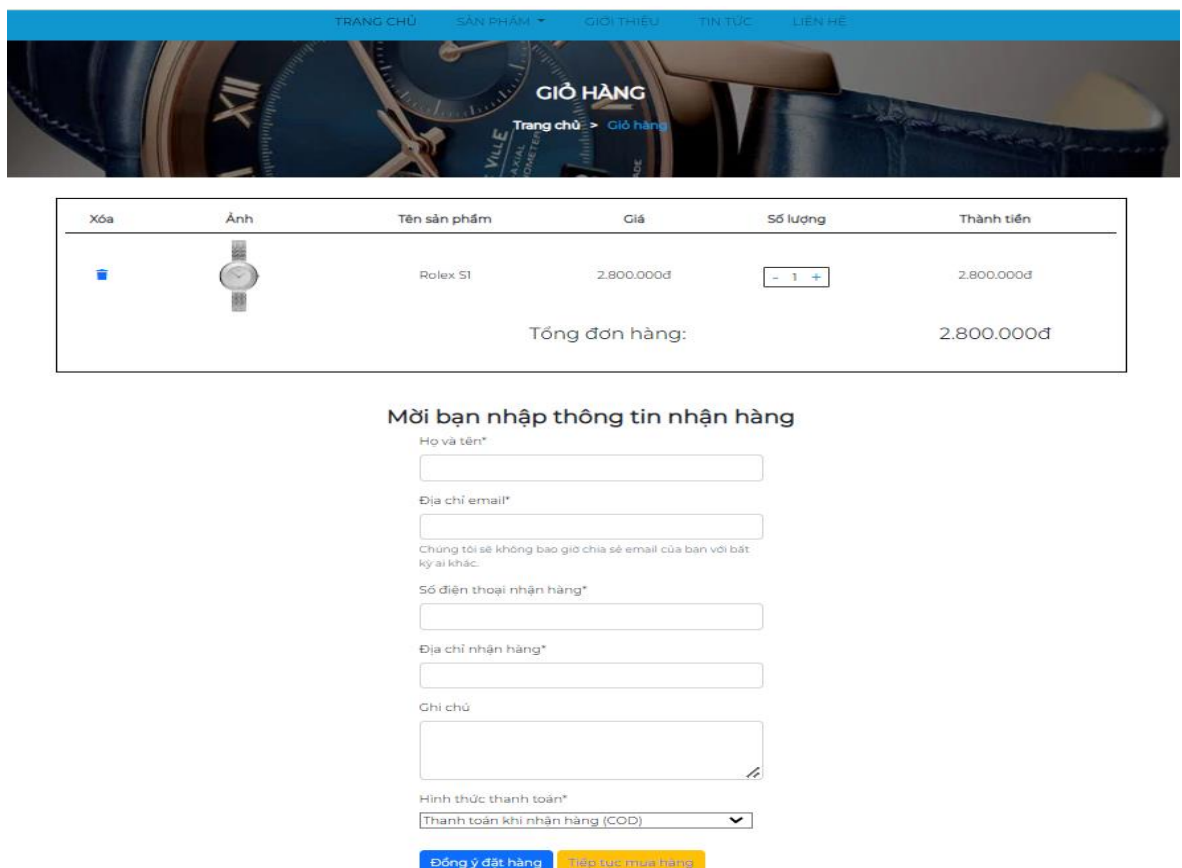 TRANG CHỦ SẢN PHẨM GIỚI THIỆU TIN TỨC LIÊN HỆ
GIỎ HÀNG
Trang chủ > Giỏ hàng
XII
VILLE
Xóa Ảnh Tên sản phẩm Giá Số lượng Thành tiền
Rolex S1 2.800.000đ - 1 + 2.800.000đ
Tổng đơn hàng: 2.800.000đ
Mời bạn nhập thông tin nhận hàng
Họ và tên*
Địa chỉ email*
Chúng tôi sẽ không bao giờ chia sẻ email của bạn với bất
kỳ ai khác.
Số điện thoại nhận hàng*
Địa chỉ nhận hàng*
Ghi chú
Hình thức thanh toán*
Thanh toán khi nhận hàng (COD)
Đồng ý đặt hàng Tiếp tục mua hàng